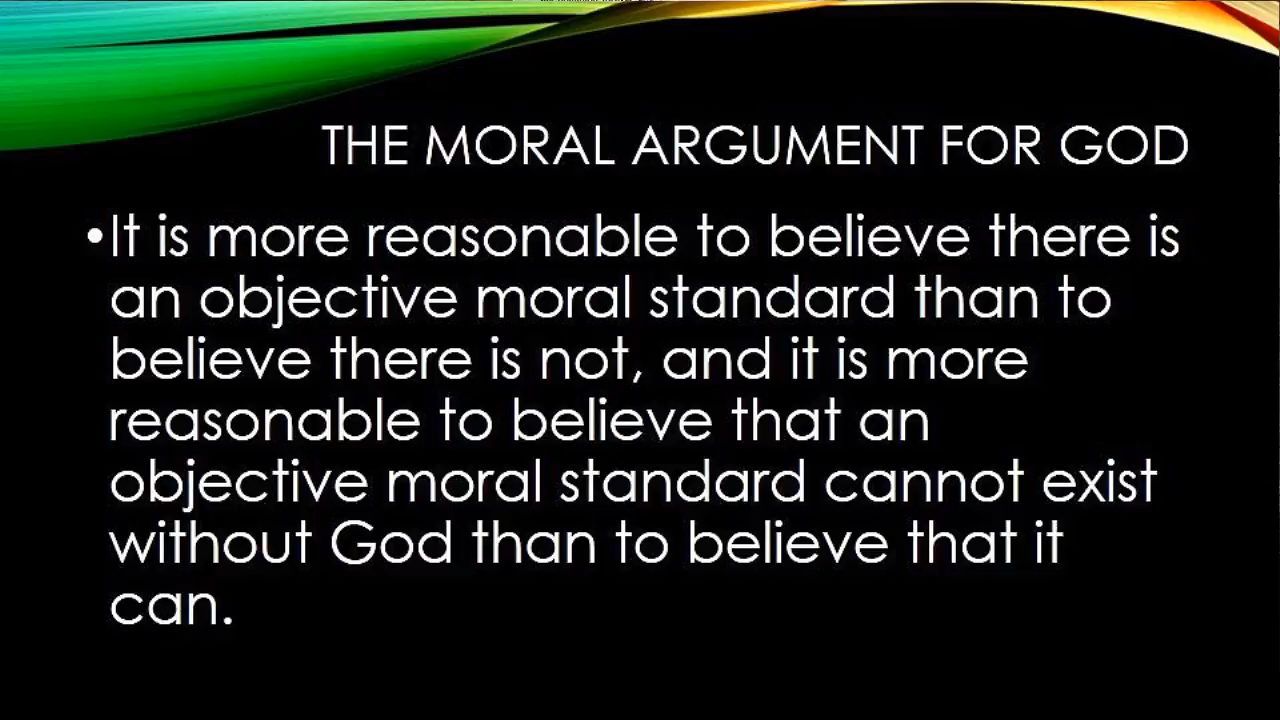 THE MORAL ARGUMENT FOR GOD
•It is more reasonable to believe there is
an objective moral standard than to
believe there is not, and it is more
reasonable to believe that an
objective moral standard cannot exist
without God than to believe that it
can.